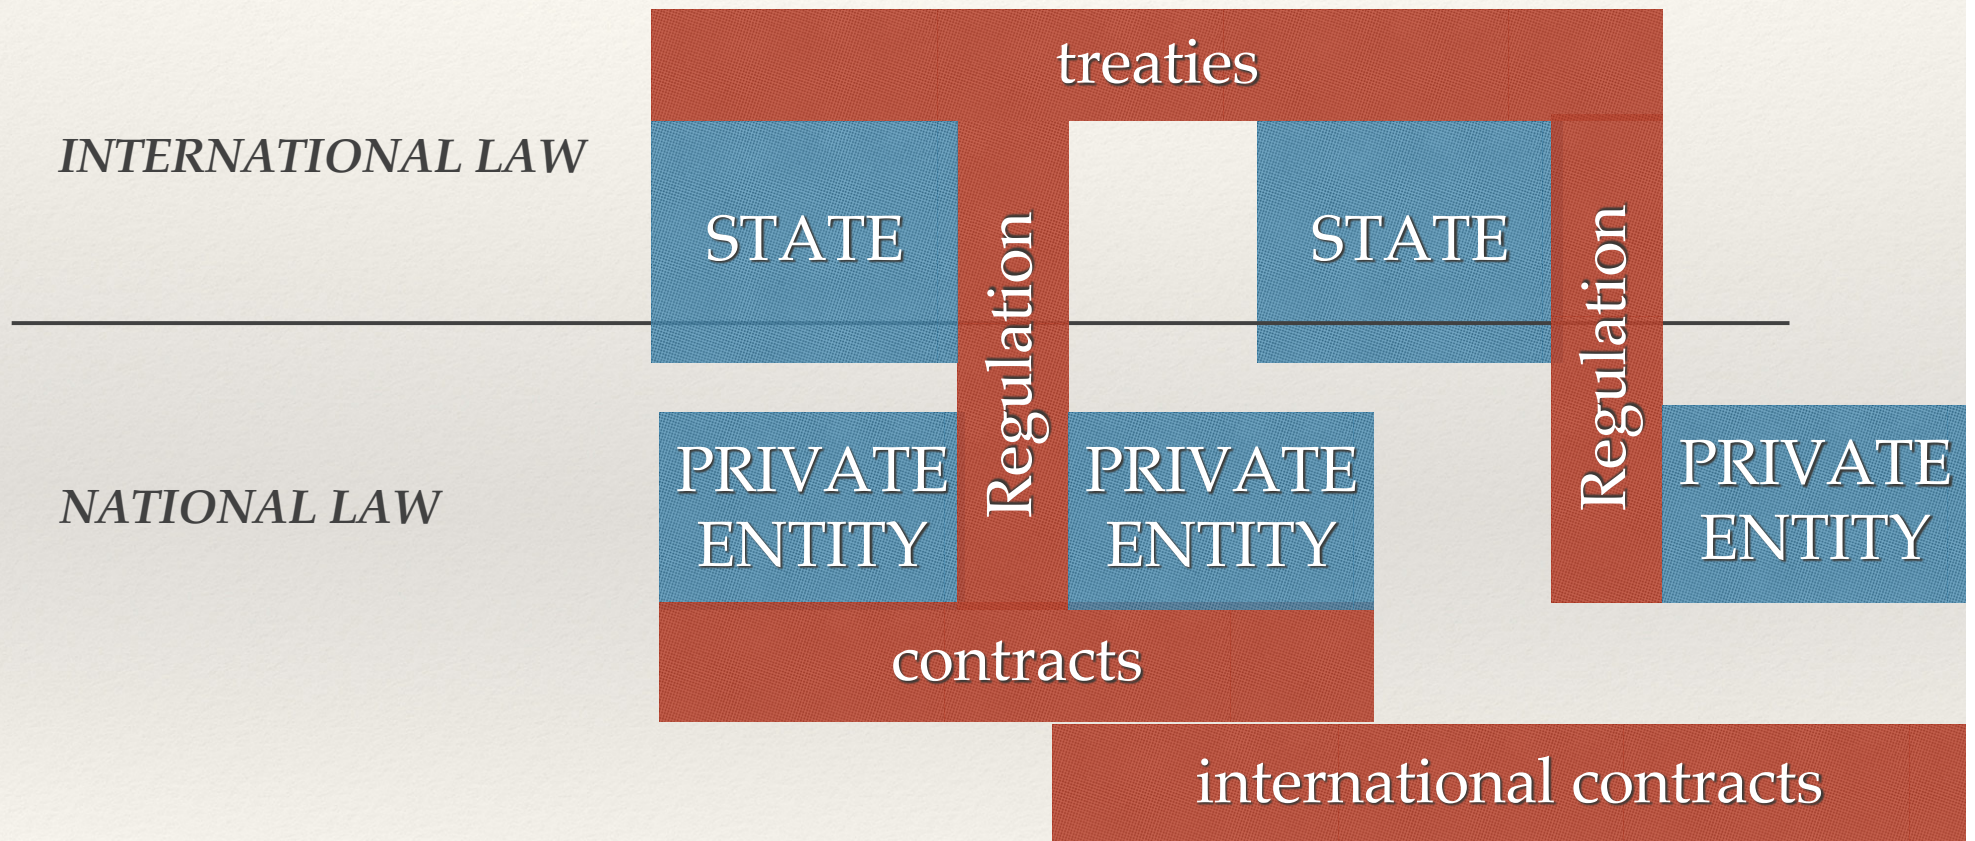 treaties
INTERNATIONAL LAW
STATE
Regulation
STATE
Regulation
NATIONAL LAW
PRIVATE
ENTITY
PRIVATE
ENTITY
PRIVATE
ENTITY
contracts
international contracts